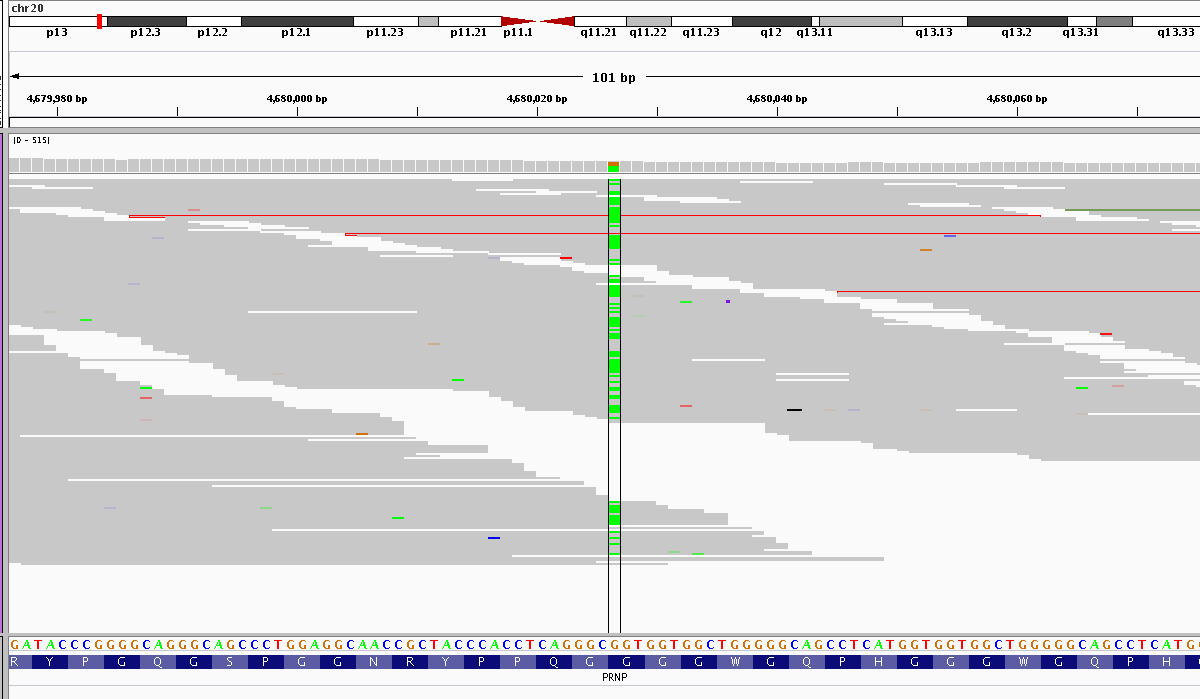 chr20
p13 p12.3 p12.2 p12.1 p11.23 p11.21 p11.1 q11.21 q11.22 q11.23 q12 q13.11 q13.13 q13.2 q13.31 q13.33
101 bp
4,679,980 bp 4,680,000 bp 4,680,020 bp 4,680,040 bp 4,680,060 bp
[0 - 515]
G A T A C C C G G G G C A G G G C A G C C C T G G A G G C A A C C G C T A C C C A C C T C A G G G C G G T G G T G G C T G G G G G C A G C C T C A T G G T G G T G G C T G G G G G C A G C C T C A T G
R Y P G Q G S P G G N R Y P P Q G G G G W G Q P H G G G W G Q P H
PRNP